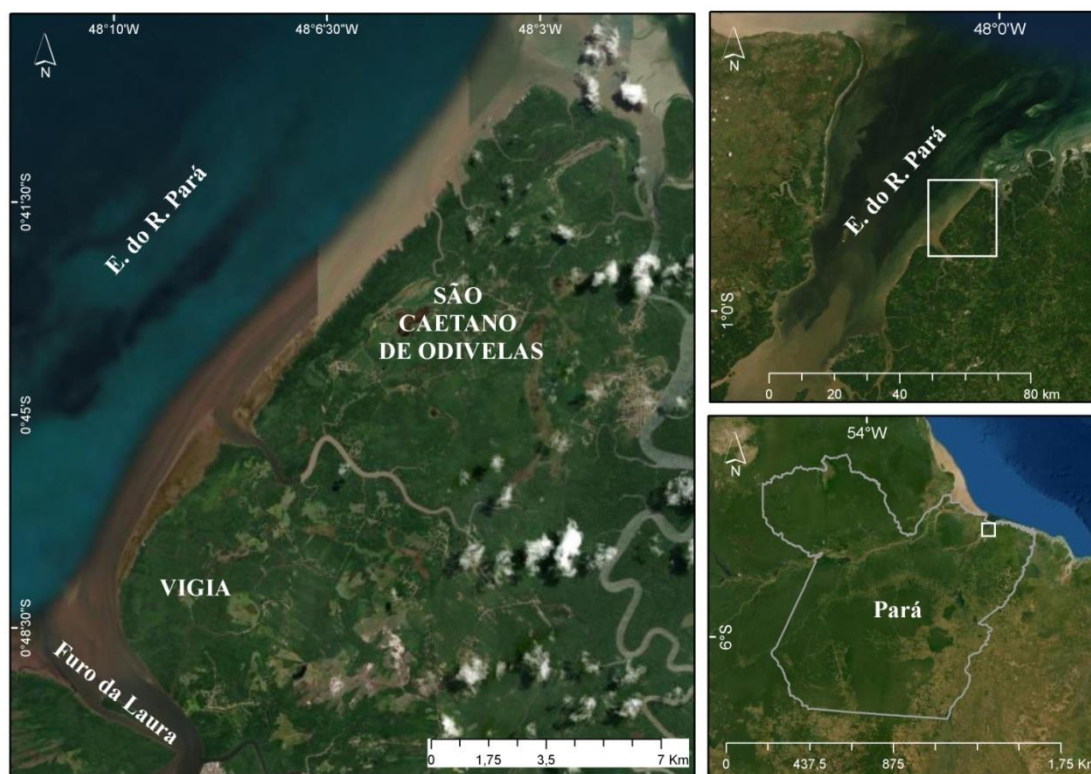 48°10'W
48°6'30"W
48°3'W
N
0°41'30"S
E. do R. Pará
SÃO
CAETANO
DE ODIVELAS
0°45'S
VIGIA
0°48'30"S
Furo da Laura
0 1,75 3,5 7 Km
48°0'W
N
E. do R. Pará
1°0'S
0 20 40 80 km
54°W
N
Pará
6°S
0 437,5 875 1,75 Km